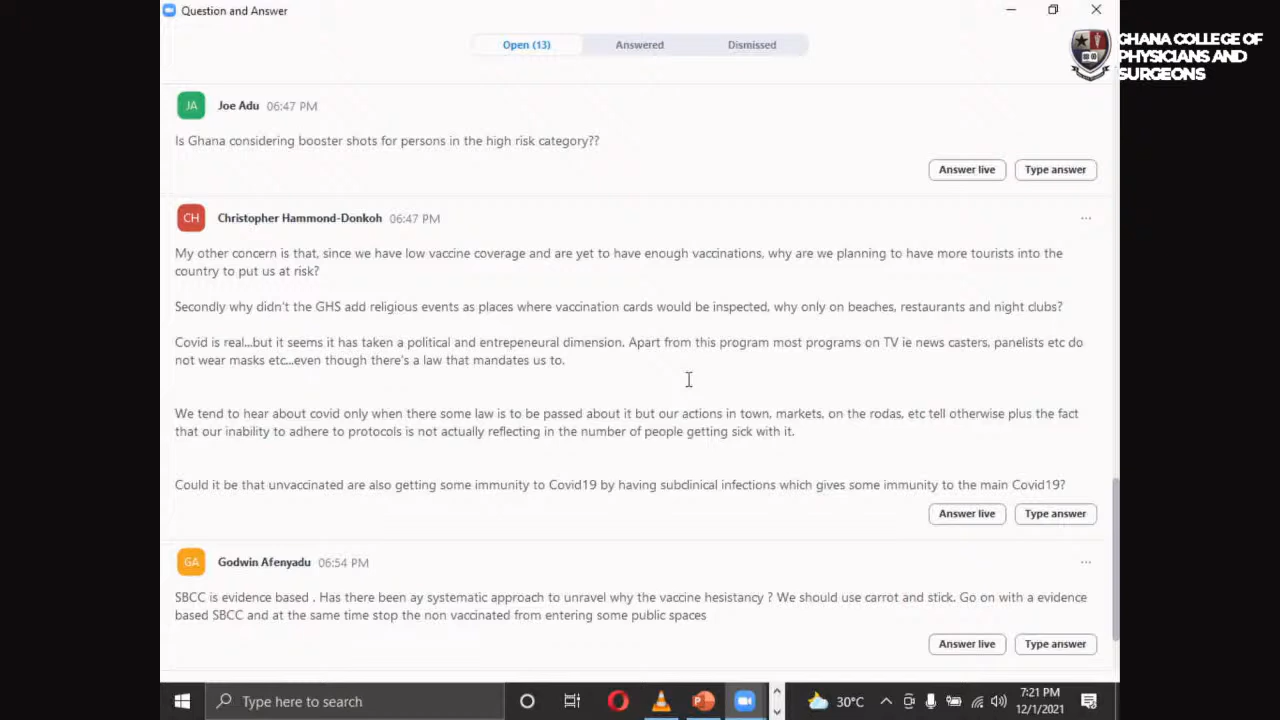 Question and Answer
Open (13)
Answered
Dismissed
GHANA COLLEGE OF
PHYSICIANS AND
SURGEONS
JA
Joe Adu 06:47 PM
Is Ghana considering booster shots for persons in the high risk category??
Answer live
Type answer
CH
Christopher Hammond-Donkoh 06:47 PM
My other concern is that, since we have low vaccine coverage and are yet to have enough vaccinations, why are we planning to have more tourists into the
country to put us at risk?
Secondly why didn't the GHS add religious events as places where vaccination cards would be inspected, why only on beaches, restaurants and night clubs?
Covid is real...but it seems it has taken a political and entrepeneural dimension. Apart from this program most programs on TV ie news casters, panelists etc do
not wear masks etc...even though there's a law that mandates us to.
We tend to hear about covid only when there some law is to be passed about it but our actions in town, markets, on the rodas, etc tell otherwise plus the fact
that our inability to adhere to protocols is not actually reflecting in the number of people getting sick with it.
Could it be that unvaccinated are also getting some immunity to Covid19 by having subclinical infections which gives some immunity to the main Covid19?
Answer live
Type answer
GA
Godwin Afenyadu 06:54 PM
SBCC is evidence based . Has there been ay systematic approach to unravel why the vaccine hesistancy ? We should use carrot and stick. Go on with a evidence
based SBCC and at the same time stop the non vaccinated from entering some public spaces
Answer live
Type answer
Type here to search
30°C
7:21 PM
12/1/2021